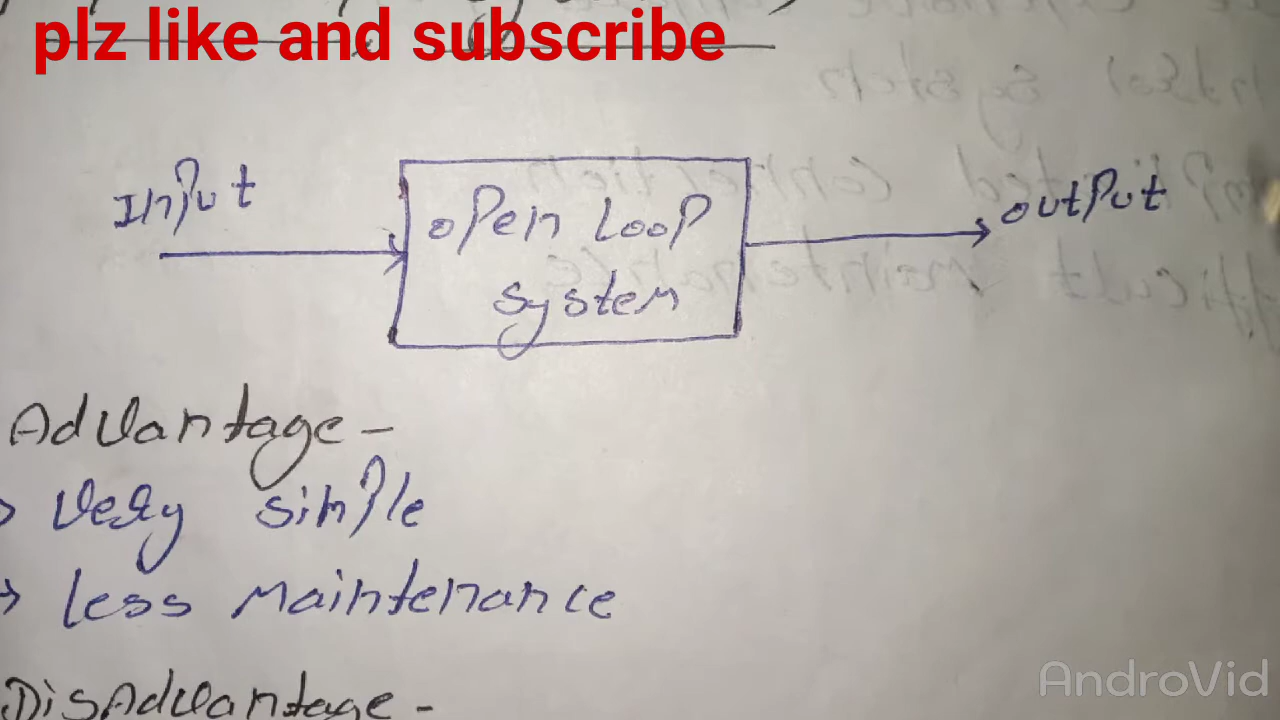 plz like and subscribe
Input
open loop
system
output
Advantage -
> Very simple
→ less maintenance
Disadvantage -
AndroVid